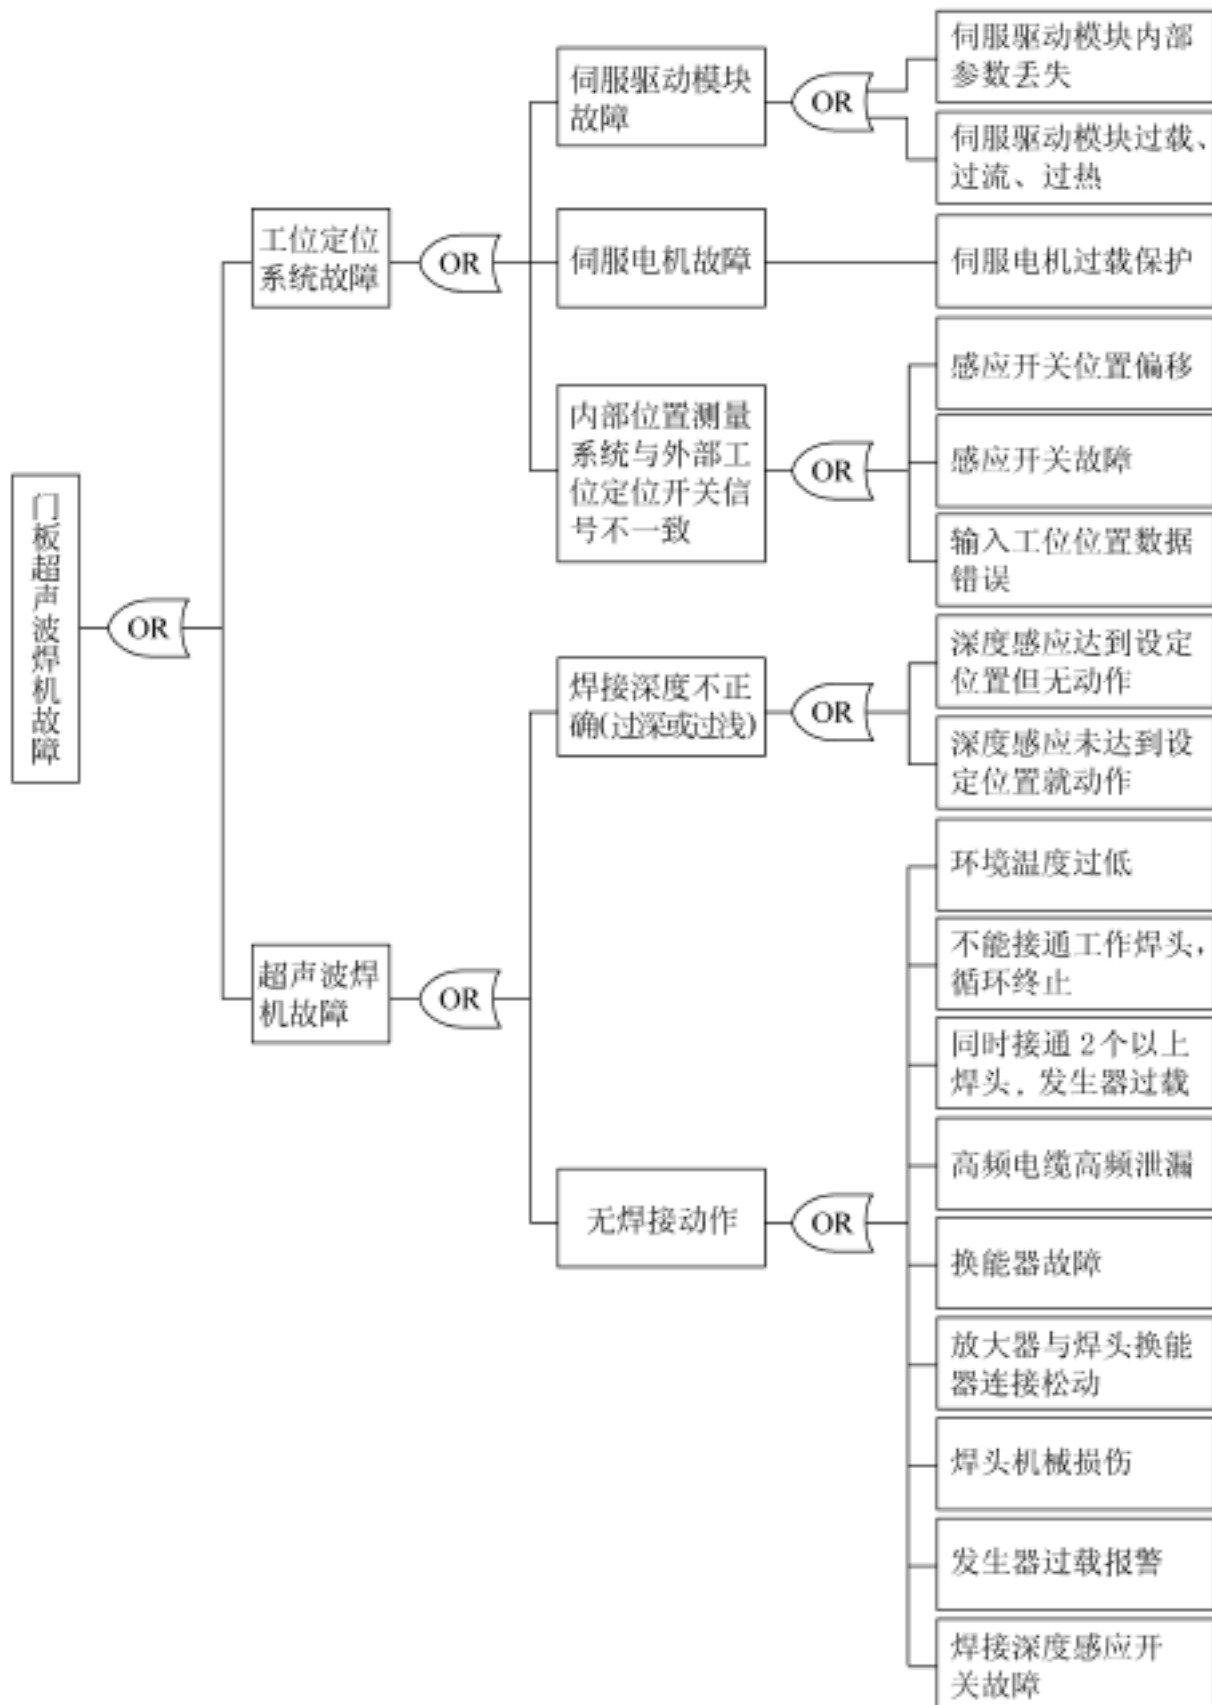 门板超声波焊机故障
OR
工位定位
系统故障
OR
伺服驱动模块
故障
OR
伺服驱动模块内部
参数丢失
伺服驱动模块过载、
过流、过热
伺服电机故障
伺服电机过载保护
内部位置测量
系统与外部工
位定位开关信
号不一致
OR
感应开关位置偏移
感应开关故障
输入工位位置数据
错误
超声波焊
机故障
OR
焊接深度不正
确(过深或过浅)
OR
深度感应达到设定
位置但无动作
深度感应未达到设
定位置就动作
无焊接动作
OR
环境温度过低
不能接通工作焊头,
循环终止
同时接通2个以上
焊头,发生器过载
高频电缆高频泄漏
换能器故障
放大器与焊头换能
器连接松动
焊头机械损伤
发生器过载报警
焊接深度感应开
关故障